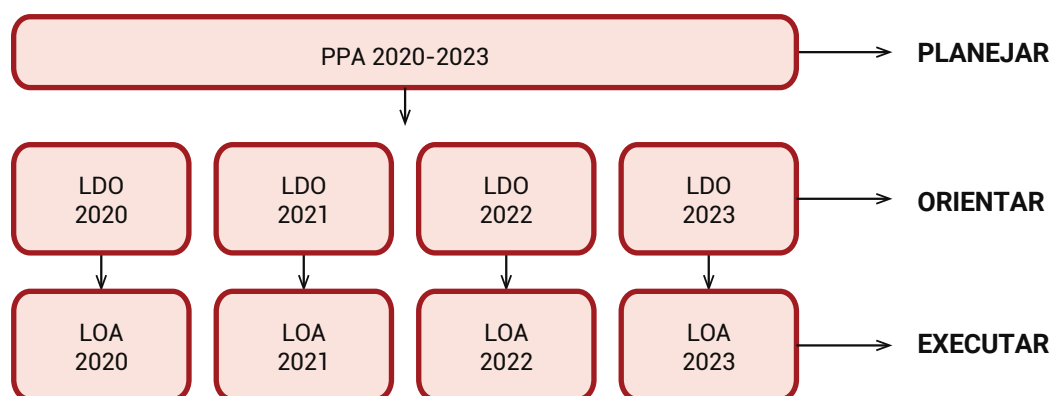 PPA 2020-2023
PLANEJAR
LDO
2020
LDO
2021
LDO
2022
LDO
2023
ORIENTAR
LOA
2020
LOA
2021
LOA
2022
LOA
2023
EXECUTAR